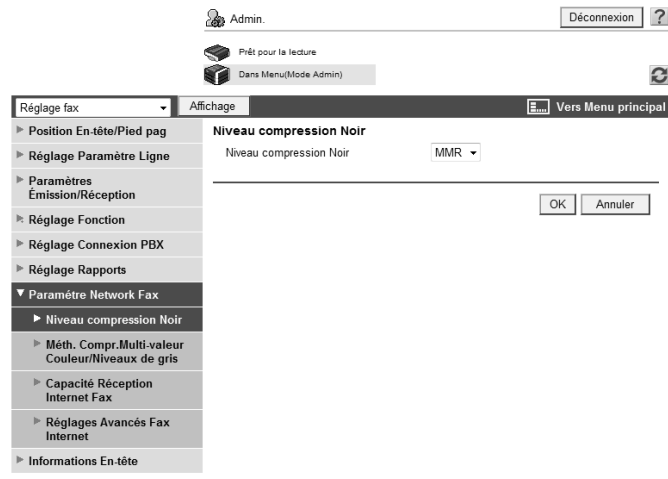 Admin.
Déconnexion
?
Prêt pour la lecture
Dans Menu(Mode Admin)
Réglage fax
Affichage
Vers Menu principal
Position En-tête/Pied pag
Réglage Paramètre Ligne
Paramètres
Émission/Réception
Réglage Fonction
Réglage Connexion PBX
Réglage Rapports
Paramétre Network Fax
Niveau compression Noir
Méth. Compr.Multi-valeur
Couleur/Niveaux de gris
Capacité Réception
Internet Fax
Réglages Avancés Fax
Internet
Informations En-tête
Niveau compression Noir
Niveau compression Noir
MMR
OK
Annuler